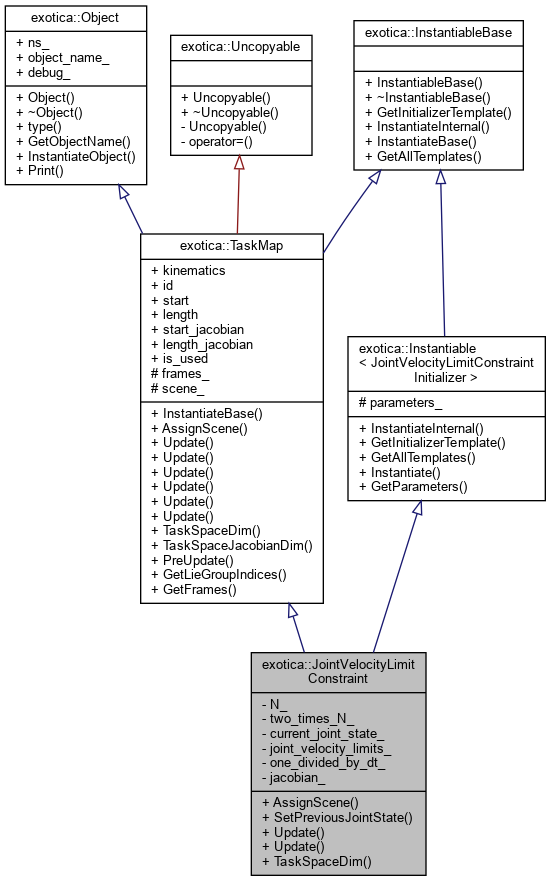 exotica::Object
+ ns_
+ object_name_
+ debug_
+ Object()
+ ~Object()
+ type()
+ GetObjectName()
+ InstantiateObject()
+ Print()
exotica::Uncopyable
+ Uncopyable()
+ ~Uncopyable()
- Uncopyable()
- operator=()
exotica::InstantiableBase
+ InstantiableBase()
+ ~InstantiableBase()
+ GetInitializerTemplate()
+ InstantiateInternal()
+ InstantiateBase()
+ GetAllTemplates()
exotica::TaskMap
+ kinematics
+ id
+ start
+ length
+ start_jacobian
+ length_jacobian
+ is_used
# frames_
# scene_
+ InstantiateBase()
+ AssignScene()
+ Update()
+ Update()
+ Update()
+ Update()
+ Update()
+ Update()
+ TaskSpaceDim()
+ TaskSpaceJacobianDim()
+ PreUpdate()
+ GetLieGroupIndices()
+ GetFrames()
exotica::Instantiable
< JointVelocityLimitConstraint
Initializer >
# parameters_
+ InstantiateInternal()
+ GetInitializerTemplate()
+ GetAllTemplates()
+ Instantiate()
+ GetParameters()
exotica::JointVelocityLimit
Constraint
- N_
- two_times_N_
- current_joint_state_
- joint_velocity_limits_
- one_divided_by_dt_
- jacobian_
+ AssignScene()
+ SetPreviousJointState()
+ Update()
+ Update()
+ TaskSpaceDim()